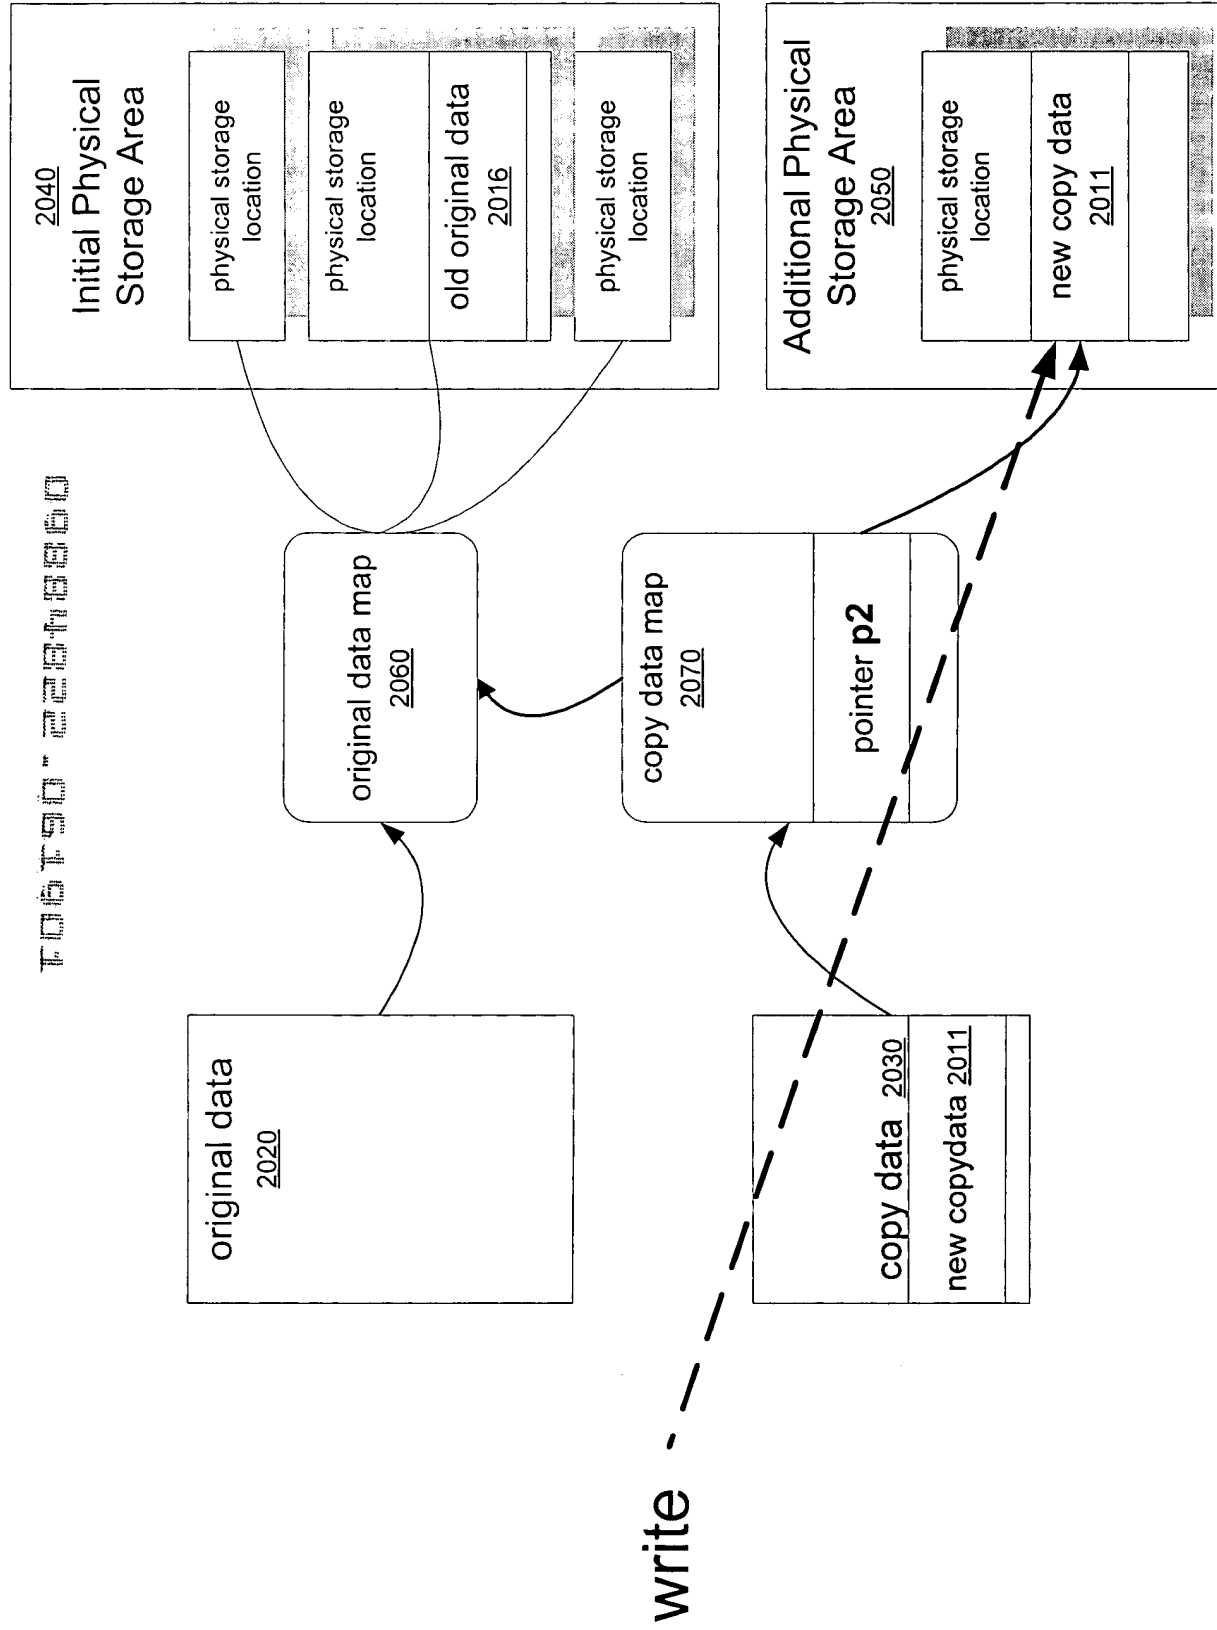 original data
2020
write
copy data 2030
new copydata 2011
original data map
2060
copy data map
2070
pointer p2
2040
Initial Physical
Storage Area
physical storage
location
physical storage
location
old original data
2016
physical storage
location
Additional Physical
Storage Area
2050
physical storage
location
new copy data
2011